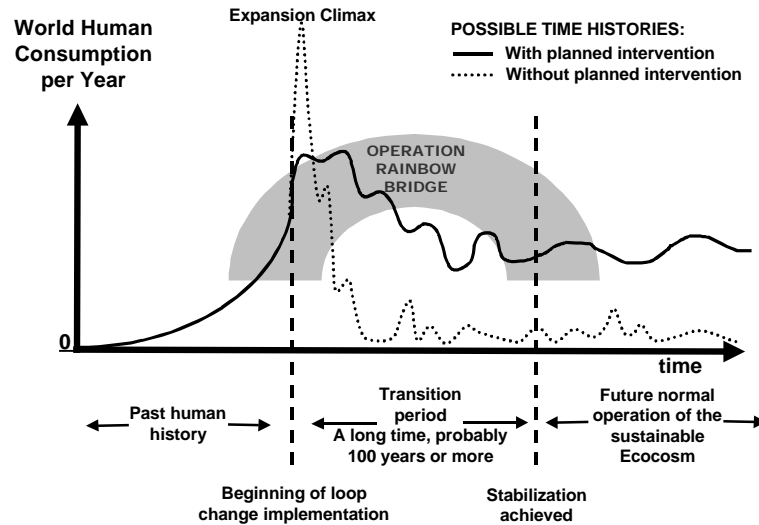 Expansion Climax
World Human
Consumption
per Year
POSSIBLE TIME HISTORIES:
With planned intervention
Without planned intervention
OPERATION
RAINBOW
BRIDGE
0
time
Past human
history
Transition
period
A long time, probably
100 years or more
Future normal
operation of the
sustainable
Ecocosm
Beginning of loop
change implementation
Stabilization
achieved